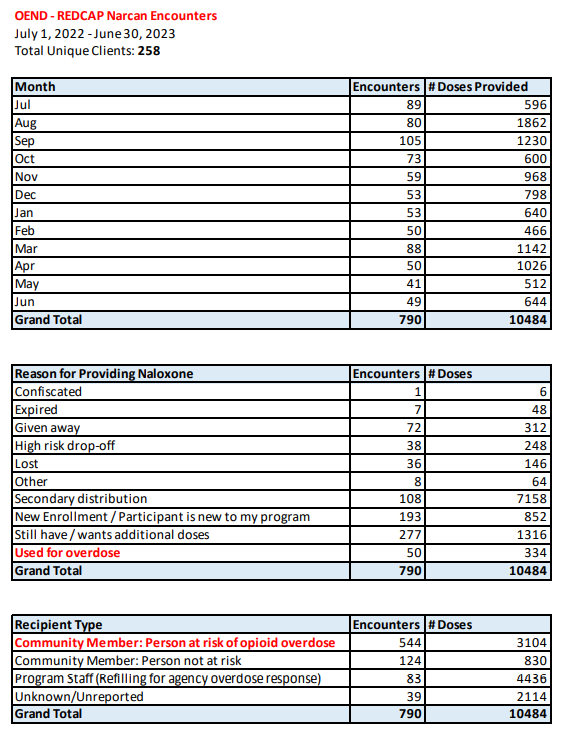 OEND - REDCAP Narcan Encounters
July 1, 2022 - June 30, 2023
Total Unique Clients: 258
Month Encounters # Doses Provided
Jul 89 596
Aug 80 1862
Sep 105 1230
Oct 73 600
Nov 59 968
Dec 53 798
Jan 53 640
Feb 50 466
Mar 88 1142
Apr 50 1026
May 41 512
Jun 49 644
Grand Total 790 10484
Reason for Providing Naloxone Encounters # Doses
Confiscated 1 6
Expired 7 48
Given away 72 312
High risk drop-off 38 248
Lost 36 146
Other 8 64
Secondary distribution 108 7158
New Enrollment / Participant is new to my program 193 852
Still have / wants additional doses 277 1316
Used for overdose 50 334
Grand Total 790 10484
Recipient Type Encounters # Doses
Community Member: Person at risk of opioid overdose 544 3104
Community Member: Person not at risk 124 830
Program Staff (Refilling for agency overdose response) 83 4436
Unknown/Unreported 39 2114
Grand Total 790 10484